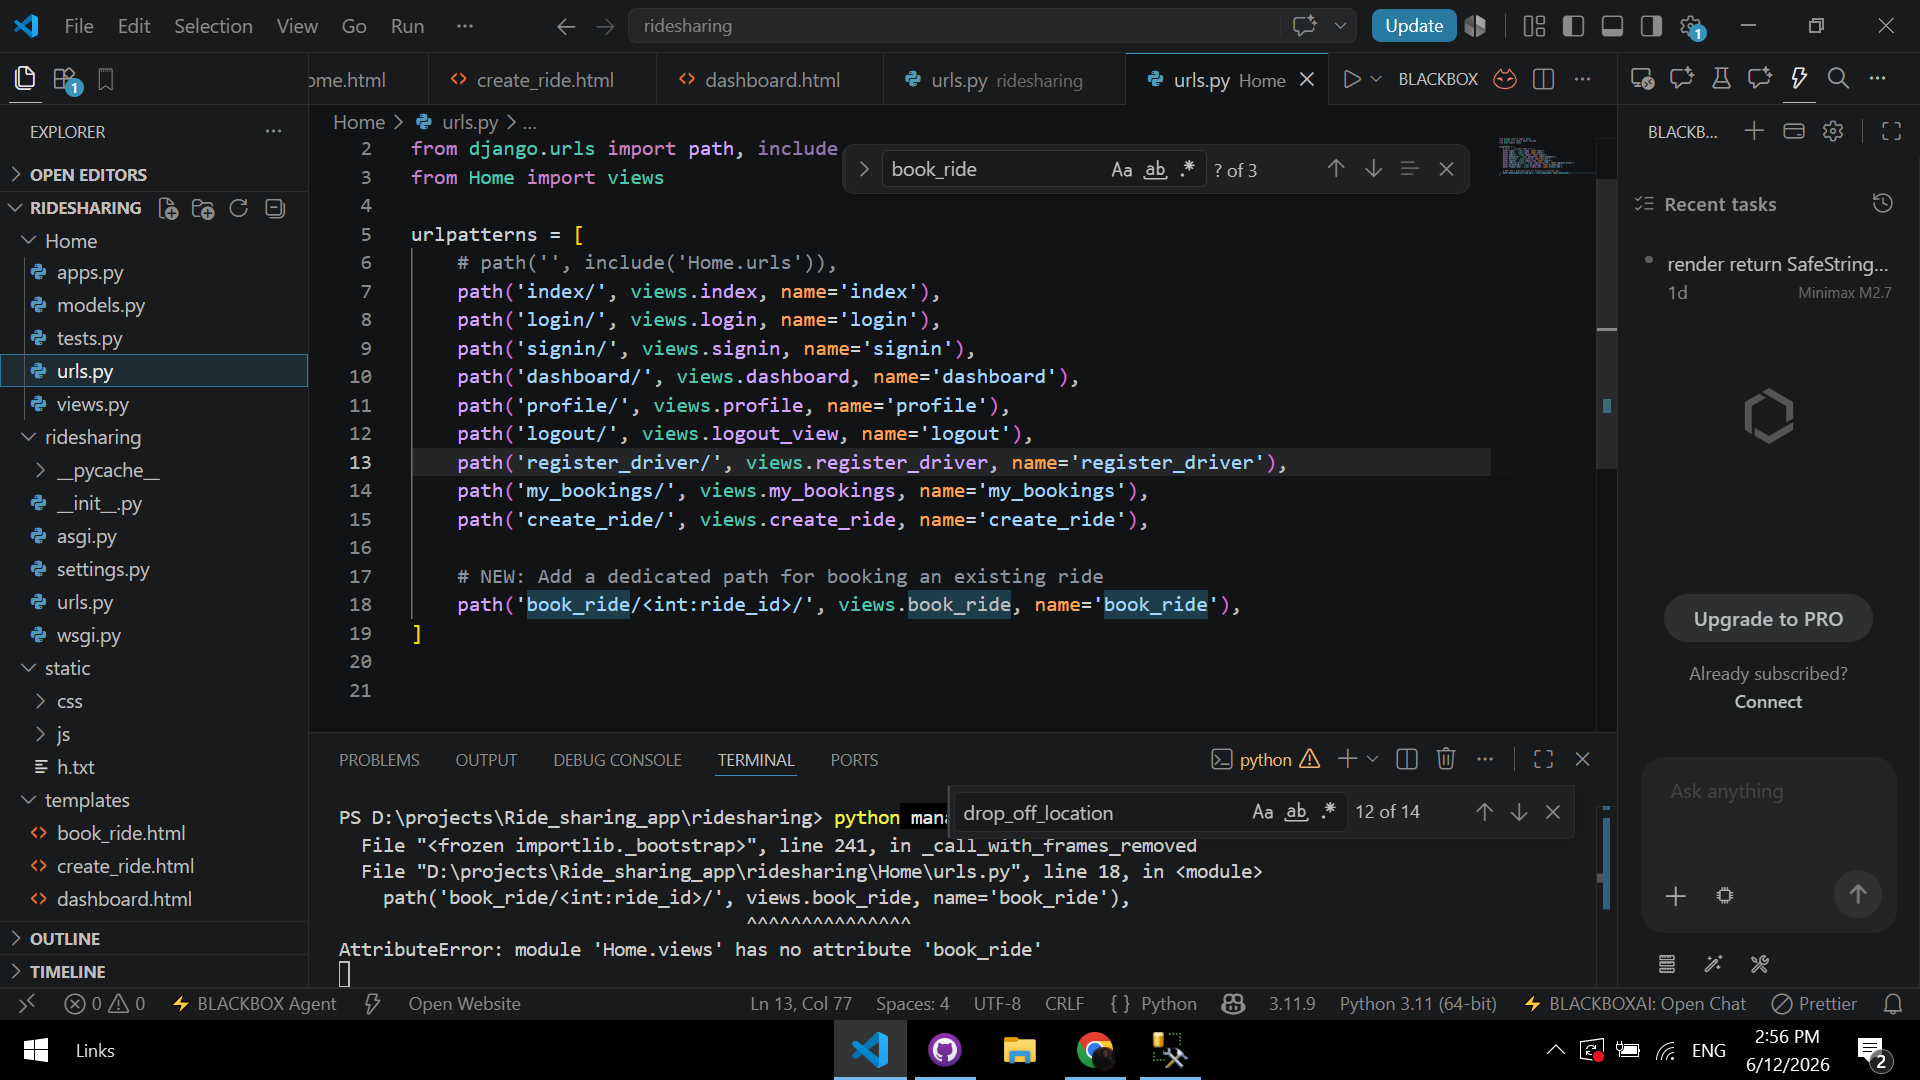 File Edit Selection View Go Run ···
ridesharing
Update
1
1
ome.html
create_ride.html
dashboard.html
urls.py ridesharing
urls.py Home
BLACKBOX
EXPLORER
OPEN EDITORS
RIDESHARING
Home
apps.py
models.py
tests.py
urls.py
views.py
ridesharing
__pycache__
__init__.py
asgi.py
settings.py
urls.py
wsgi.py
static
css
js
h.txt
templates
book_ride.html
create_ride.html
dashboard.html
OUTLINE
TIMELINE
Home > urls.py > ...
book_ride
Aa ab .*
? of 3
2 from django.urls import path, include
3 from Home import views
4
5 urlpatterns = [
6 # path('', include('Home.urls')),
7 path('index/', views.index, name='index'),
8 path('login/', views.login, name='login'),
9 path('signin/', views.signin, name='signin'),
10 path('dashboard/', views.dashboard, name='dashboard'),
11 path('profile/', views.profile, name='profile'),
12 path('logout/', views.logout_view, name='logout'),
13 path('register_driver/', views.register_driver, name='register_driver'),
14 path('my_bookings/', views.my_bookings, name='my_bookings'),
15 path('create_ride/', views.create_ride, name='create_ride'),
16
17 # NEW: Add a dedicated path for booking an existing ride
18 path('book_ride/<int:ride_id>/', views.book_ride, name='book_ride'),
19 ]
20
21
PROBLEMS OUTPUT DEBUG CONSOLE TERMINAL PORTS
python
drop_off_location
Aa ab .*
12 of 14
PS D:\projects\Ride_sharing_app\ridesharing> python mana
File "<frozen importlib._bootstrap>", line 241, in _call_with_frames_removed
File "D:\projects\Ride_sharing_app\ridesharing\Home\urls.py", line 18, in <module>
path('book_ride/<int:ride_id>/', views.book_ride, name='book_ride'),
^^^^^^^^^^^^^^^
AttributeError: module 'Home.views' has no attribute 'book_ride'
BLACKB...
Recent tasks
render return SafeString...
1d Minimax M2.7
Upgrade to PRO
Already subscribed?
Connect
Ask anything
0 0 BLACKBOX Agent Open Website Ln 13, Col 77 Spaces: 4 UTF-8 CRLF { } Python 3.11.9 Python 3.11 (64-bit) BLACKBOXAI: Open Chat Prettier
Links
ENG
2:56 PM
6/12/2026
2